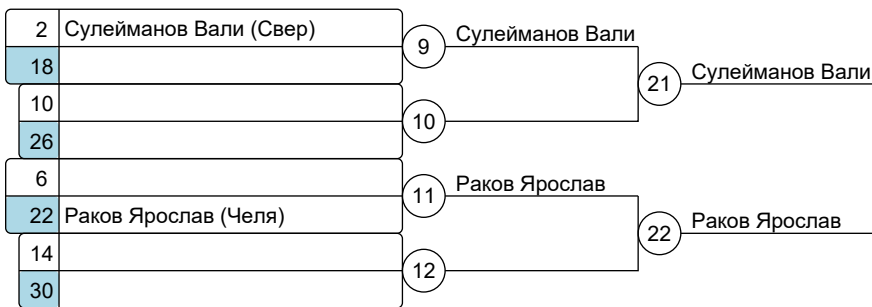 2 Сулейманов Вали (Свер)
18
9 Сулейманов Вали
10
26
10
21 Сулейманов Вали
6
22 Раков Ярослав (Челя)
11 Раков Ярослав
14
30
12
22 Раков Ярослав